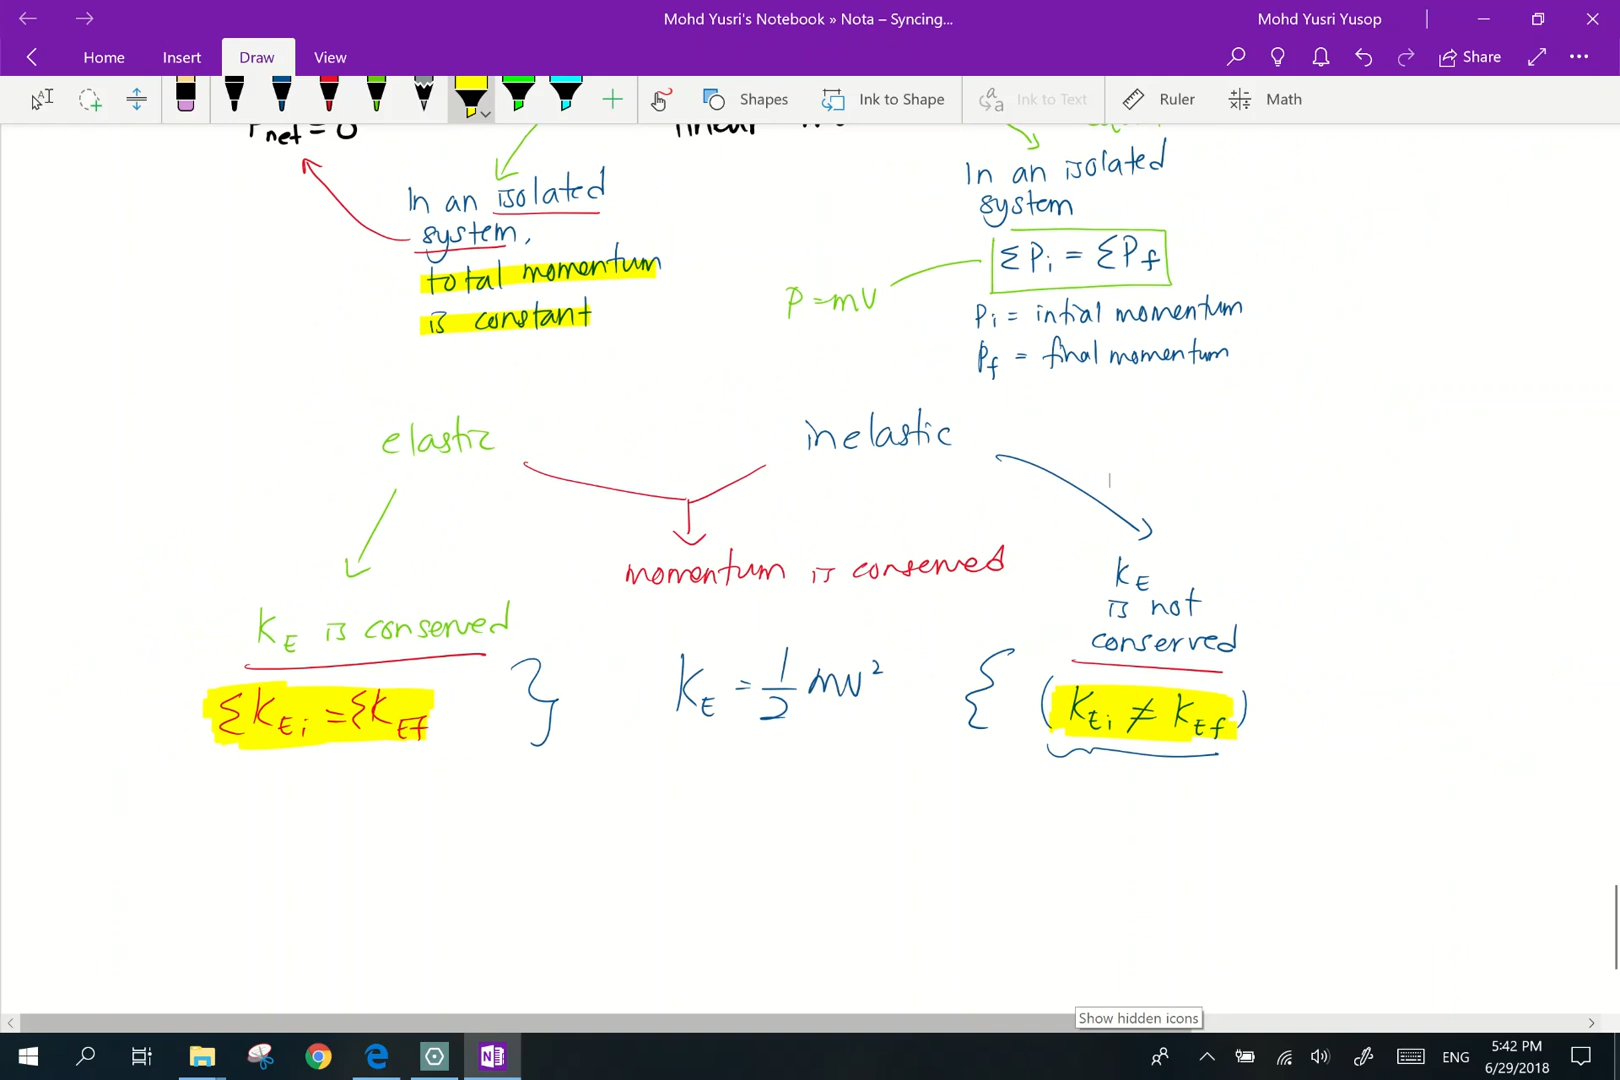 Mohd Yusri's Notebook » Nota – Syncing...
Mohd Yusri Yusop
Home Insert Draw View
Share
Shapes
Ink to Shape
Ink to Text
Ruler
Math
net = 0
linear
In an isolated
system,
total momentum
is constant
In an isolated
system
ΣPi = ΣPf
P = mv
Pi = intial momentum
Pf = final momentum
elastic
inelastic
momentum is conserved
KE is conserved
ΣKEi = ΣKEf
KE = 1/2 mv²
KE
is not
conserved
(KEi ≠ KEf)
Show hidden icons
ENG
5:42 PM
6/29/2018